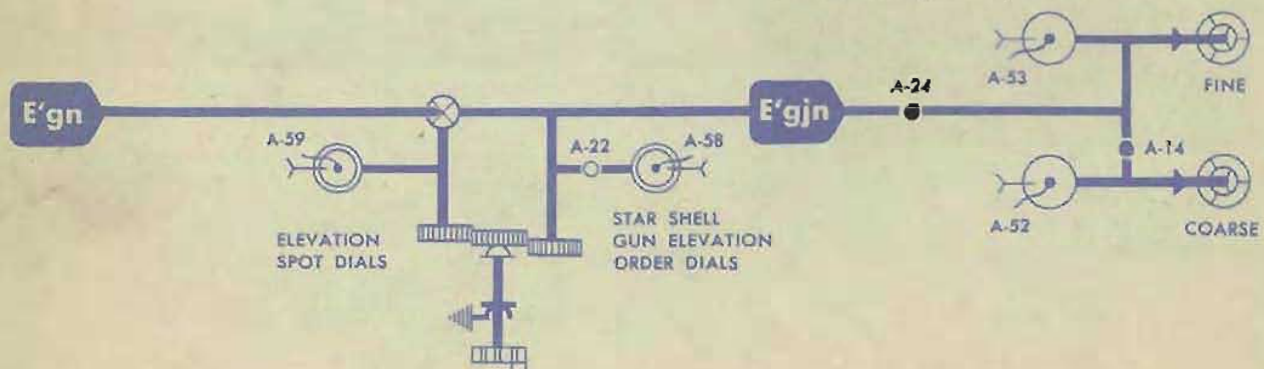 E'gn
A-59
ELEVATION
SPOT DIALS
A-22
A-58
STAR SHELL
GUN ELEVATION
ORDER DIALS
E'gjn
A-24
A-53
FINE
A-14
A-52
COARSE